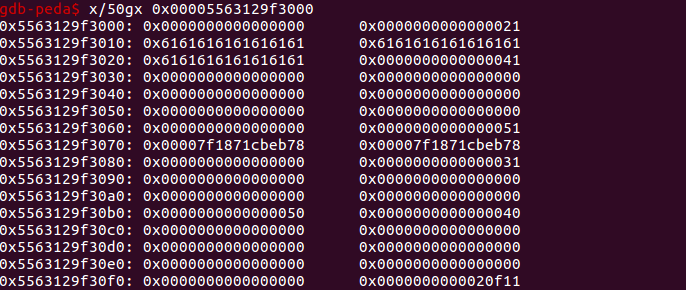 gdb-peda$ x/50gx 0x00005563129f3000
0x5563129f3000: 0x0000000000000000 0x0000000000000021
0x5563129f3010: 0x6161616161616161 0x6161616161616161
0x5563129f3020: 0x6161616161616161 0x0000000000000041
0x5563129f3030: 0x0000000000000000 0x0000000000000000
0x5563129f3040: 0x0000000000000000 0x0000000000000000
0x5563129f3050: 0x0000000000000000 0x0000000000000000
0x5563129f3060: 0x0000000000000000 0x0000000000000051
0x5563129f3070: 0x00007f1871cbeb78 0x00007f1871cbeb78
0x5563129f3080: 0x0000000000000000 0x0000000000000031
0x5563129f3090: 0x0000000000000000 0x0000000000000000
0x5563129f30a0: 0x0000000000000000 0x0000000000000000
0x5563129f30b0: 0x0000000000000050 0x0000000000000040
0x5563129f30c0: 0x0000000000000000 0x0000000000000000
0x5563129f30d0: 0x0000000000000000 0x0000000000000000
0x5563129f30e0: 0x0000000000000000 0x0000000000000000
0x5563129f30f0: 0x0000000000000000 0x0000000000020f11